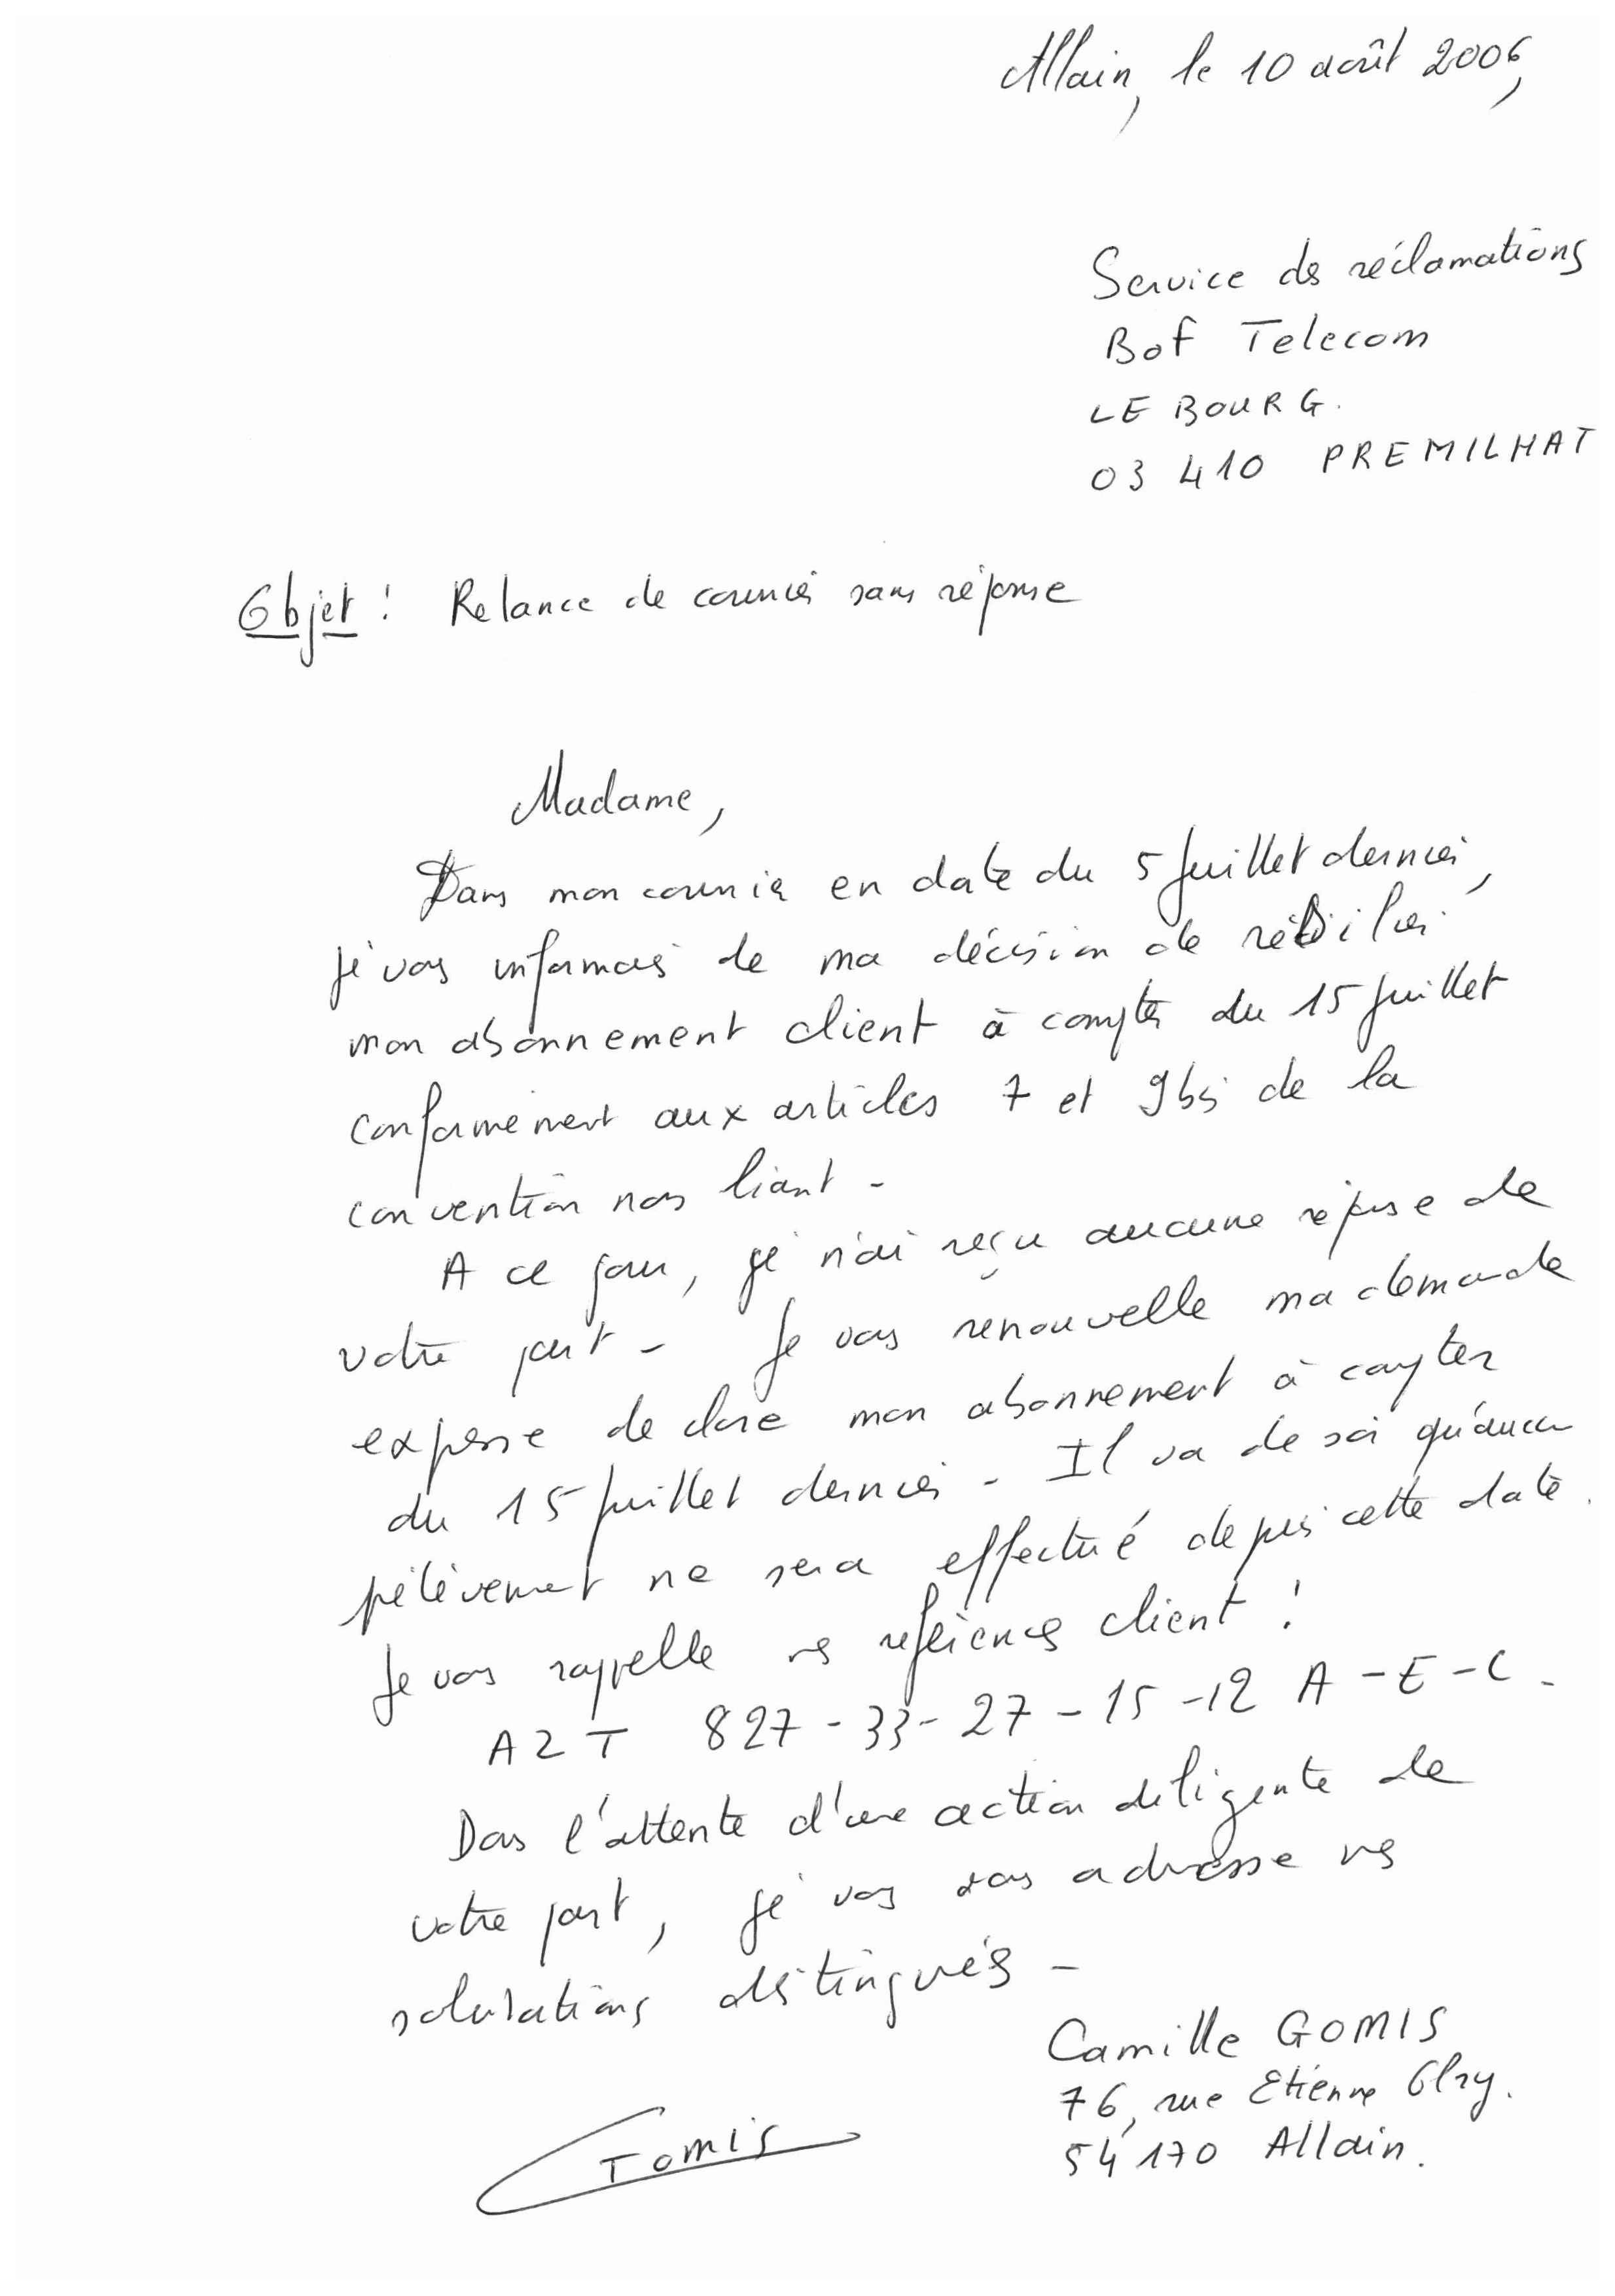 Allain, le 10 août 2006,
Service des réclamations
Bof Telecom
LE BOURG.
03 410 PREMILHAT
Objet : Relance de courrier sans réponse
Madame,
Dans mon courrier en date du 5 juillet dernier,
je vous informais de ma décision de résilier
mon abonnement client à compter du 15 juillet
conformément aux articles 7 et 9bis de la
convention nous liant -
A ce jour, je n'ai reçu aucune réponse de
votre part - Je vous renouvelle ma demande
expresse de clore mon abonnement à compter
du 15 juillet dernier - Il va de soi qu'aucun
prélèvement ne sera effectué depuis cette date.
Je vous rappelle mes références client :
A2T 827-33-27-15-12 A-E-C -
Dans l'attente d'une action diligente de
votre part, je vous adresse mes
salutations distinguées -
Camille GOMIS
76, rue Etienne
54 170 Allain.
Gomis